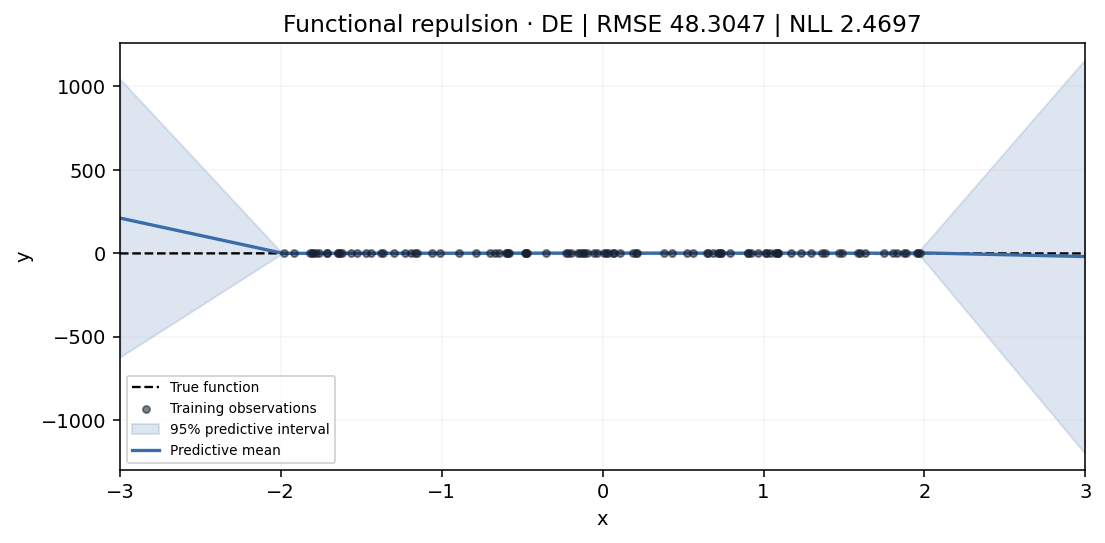 Functional repulsion · DE | RMSE 48.3047 | NLL 2.4697
1000
500
0
−500
−1000
y
True function
Training observations
95% predictive interval
Predictive mean
−3
−2
−1
0
1
2
3
x